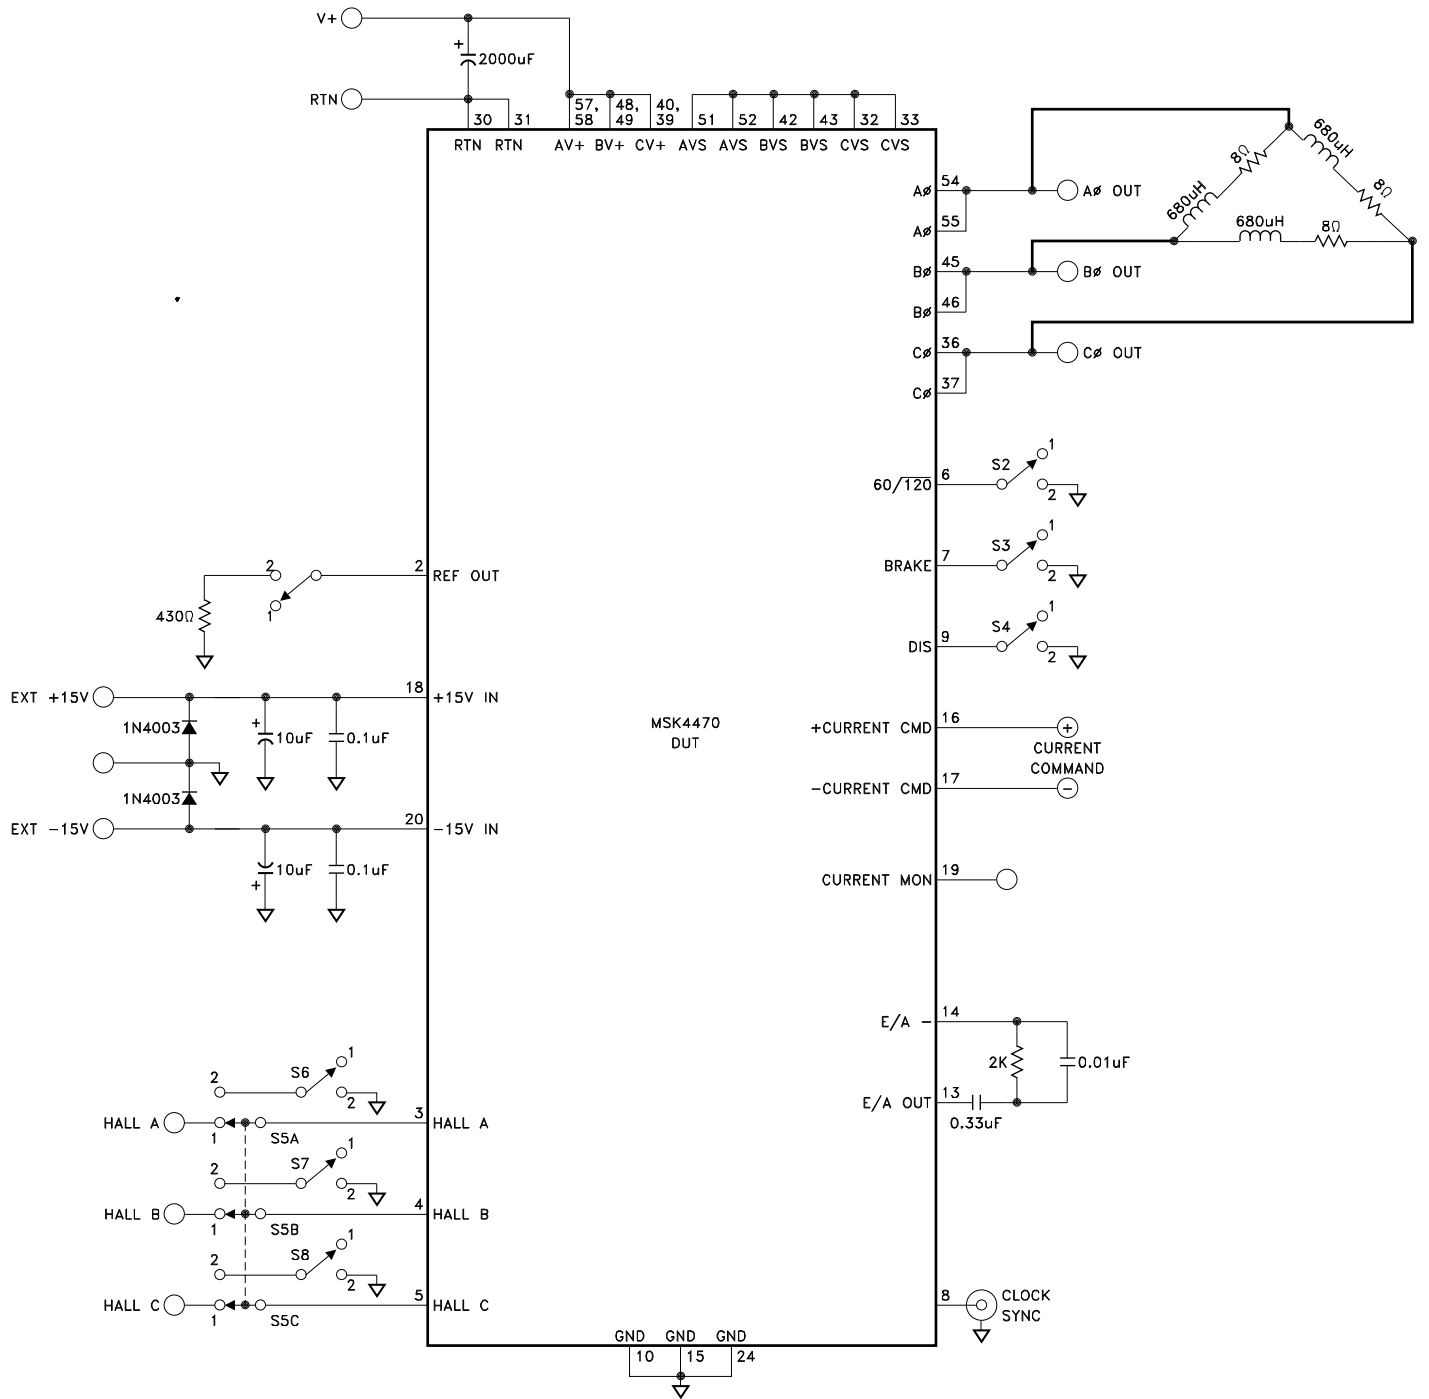 V+
2000uF
RTN
30 31 57, 58 48, 49 40, 39 51 52 42 43 32 33
RTN RTN AV+ BV+ CV+ AVS AVS BVS BVS CVS CVS
680uH
8Ω
8Ω
680uH
680uH
8Ω
AØ 54
AØ OUT
AØ 55
BØ 45
BØ OUT
BØ 46
CØ 36
CØ OUT
CØ 37
60/120 6 S2 1
2
BRAKE 7 S3 1
2
DIS 9 S4 1
2
2 2 REF OUT
430Ω 1
EXT +15V 18 +15V IN
1N4003 + 10uF 0.1uF
1N4003
EXT -15V 20 -15V IN
10uF 0.1uF
+
MSK4470
DUT
+CURRENT CMD 16 +
CURRENT
COMMAND
-CURRENT CMD 17 -
CURRENT MON 19
E/A - 14
2K 0.01uF
E/A OUT 13
0.33uF
2 S6 1
2
HALL A 3 HALL A
1 S5A
2 S7 1
2
HALL B 4 HALL B
1 S5B
2 S8 1
2
HALL C 5 HALL C
1 S5C
8 CLOCK
SYNC
GND GND GND
10 15 24